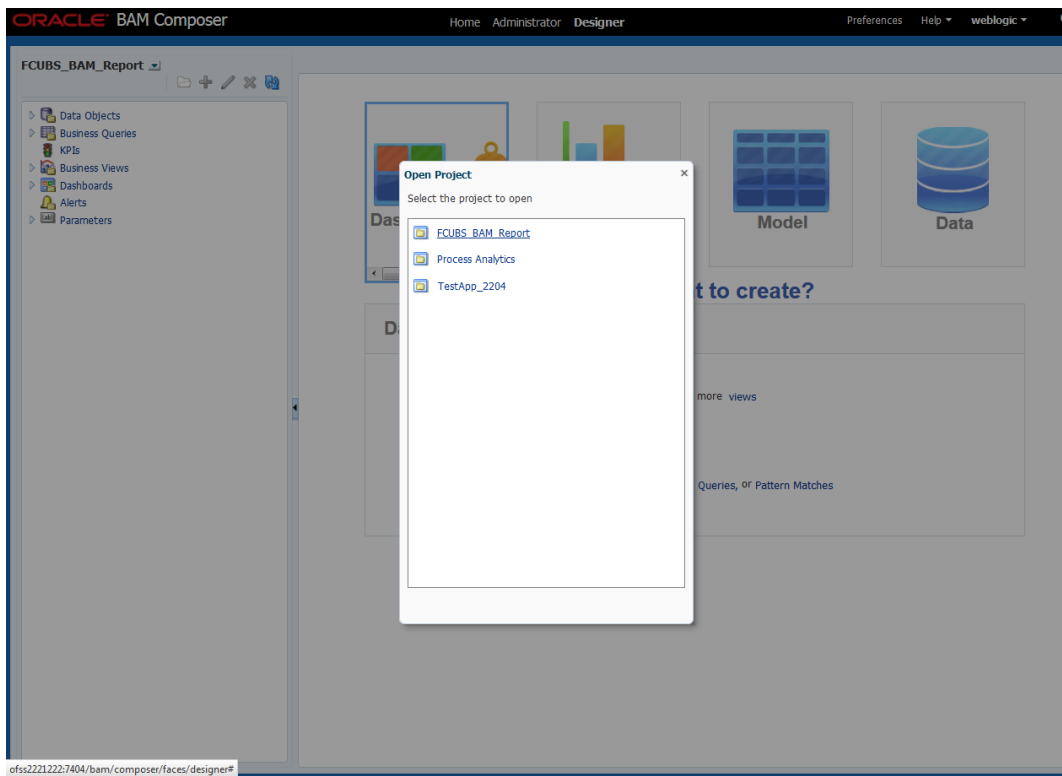 ORACLE BAM Composer
Home Administrator Designer
Preferences Help weblogic
FCUBS_BAM_Report
Data Objects
Business Queries
KPIs
Business Views
Dashboards
Alerts
Parameters
Das
Model
Data
Open Project
Select the project to open
FCUBS_BAM_Report
Process Analytics
TestApp_2204
t to create?
D
more views
Queries, or Pattern Matches
ofss2221222:7404/bam/composer/faces/designer#